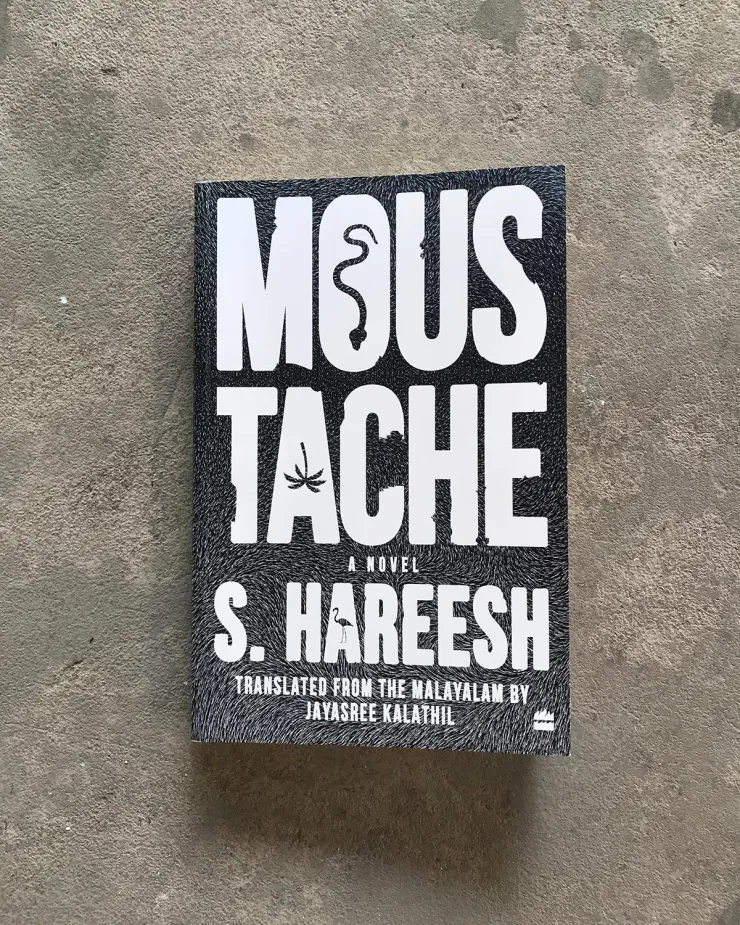 MOUS
TACHE
A NOVEL
S. HAREESH
TRANSLATED FROM THE MALAYALAM BY
JAYASREE KALATHIL